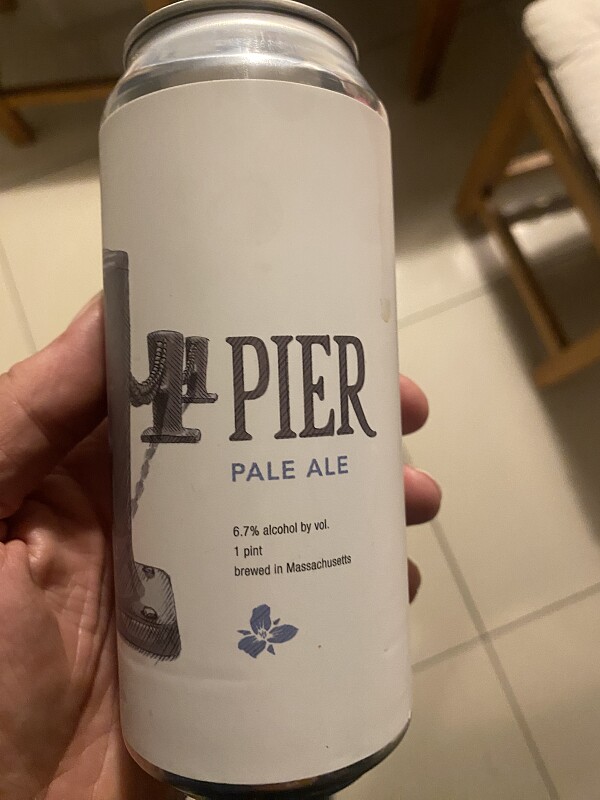 PIER
PALE ALE
6.7% alcohol by vol.
1 pint
brewed in Massachusetts